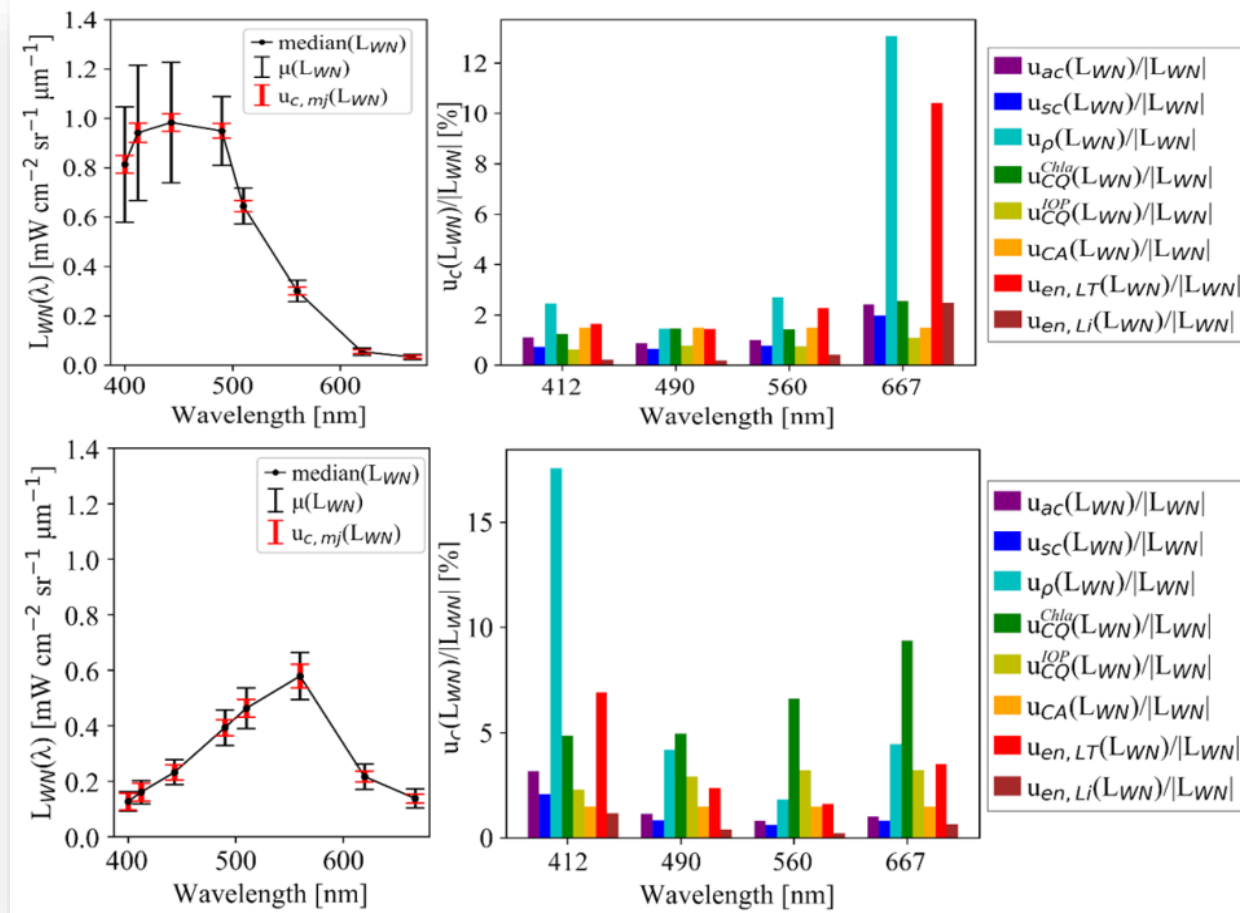 1.4
1.2
1.0
0.8
0.6
0.4
0.2
0.0
L_WN(λ) [mW cm⁻² sr⁻¹ μm⁻¹]
median(L_WN)
μ(L_WN)
u_c, mj(L_WN)
400 500 600
Wavelength [nm]
12
10
8
6
4
2
0
u_c(L_WN)/|L_WN| [%]
412 490 560 667
Wavelength [nm]
u_ac(L_WN)/|L_WN|
u_sc(L_WN)/|L_WN|
u_ρ(L_WN)/|L_WN|
u_CQ^Chla(L_WN)/|L_WN|
u_CQ^IOP(L_WN)/|L_WN|
u_CA(L_WN)/|L_WN|
u_en, LT(L_WN)/|L_WN|
u_en, Li(L_WN)/|L_WN|
1.4
1.2
1.0
0.8
0.6
0.4
0.2
0.0
L_WN(λ) [mW cm⁻² sr⁻¹ μm⁻¹]
median(L_WN)
μ(L_WN)
u_c, mj(L_WN)
400 500 600
Wavelength [nm]
15
10
5
0
u_c(L_WN)/|L_WN| [%]
412 490 560 667
Wavelength [nm]
u_ac(L_WN)/|L_WN|
u_sc(L_WN)/|L_WN|
u_ρ(L_WN)/|L_WN|
u_CQ^Chla(L_WN)/|L_WN|
u_CQ^IOP(L_WN)/|L_WN|
u_CA(L_WN)/|L_WN|
u_en, LT(L_WN)/|L_WN|
u_en, Li(L_WN)/|L_WN|